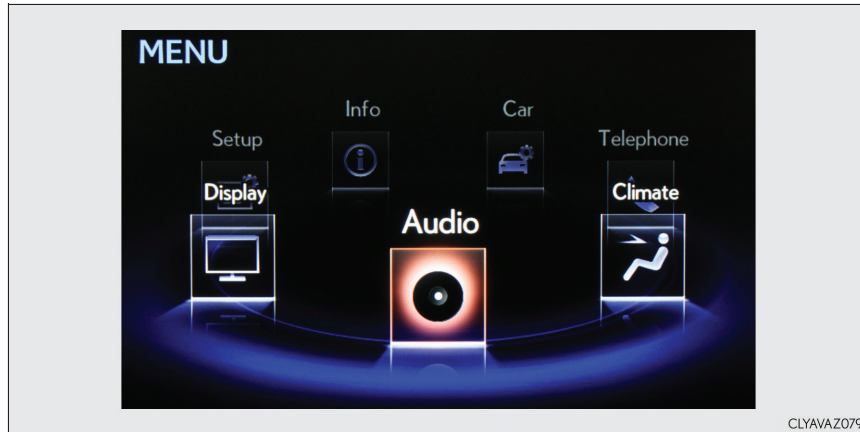 MENU
Info
Car
Setup
Telephone
Display
Climate
Audio
CLYAVAZ079